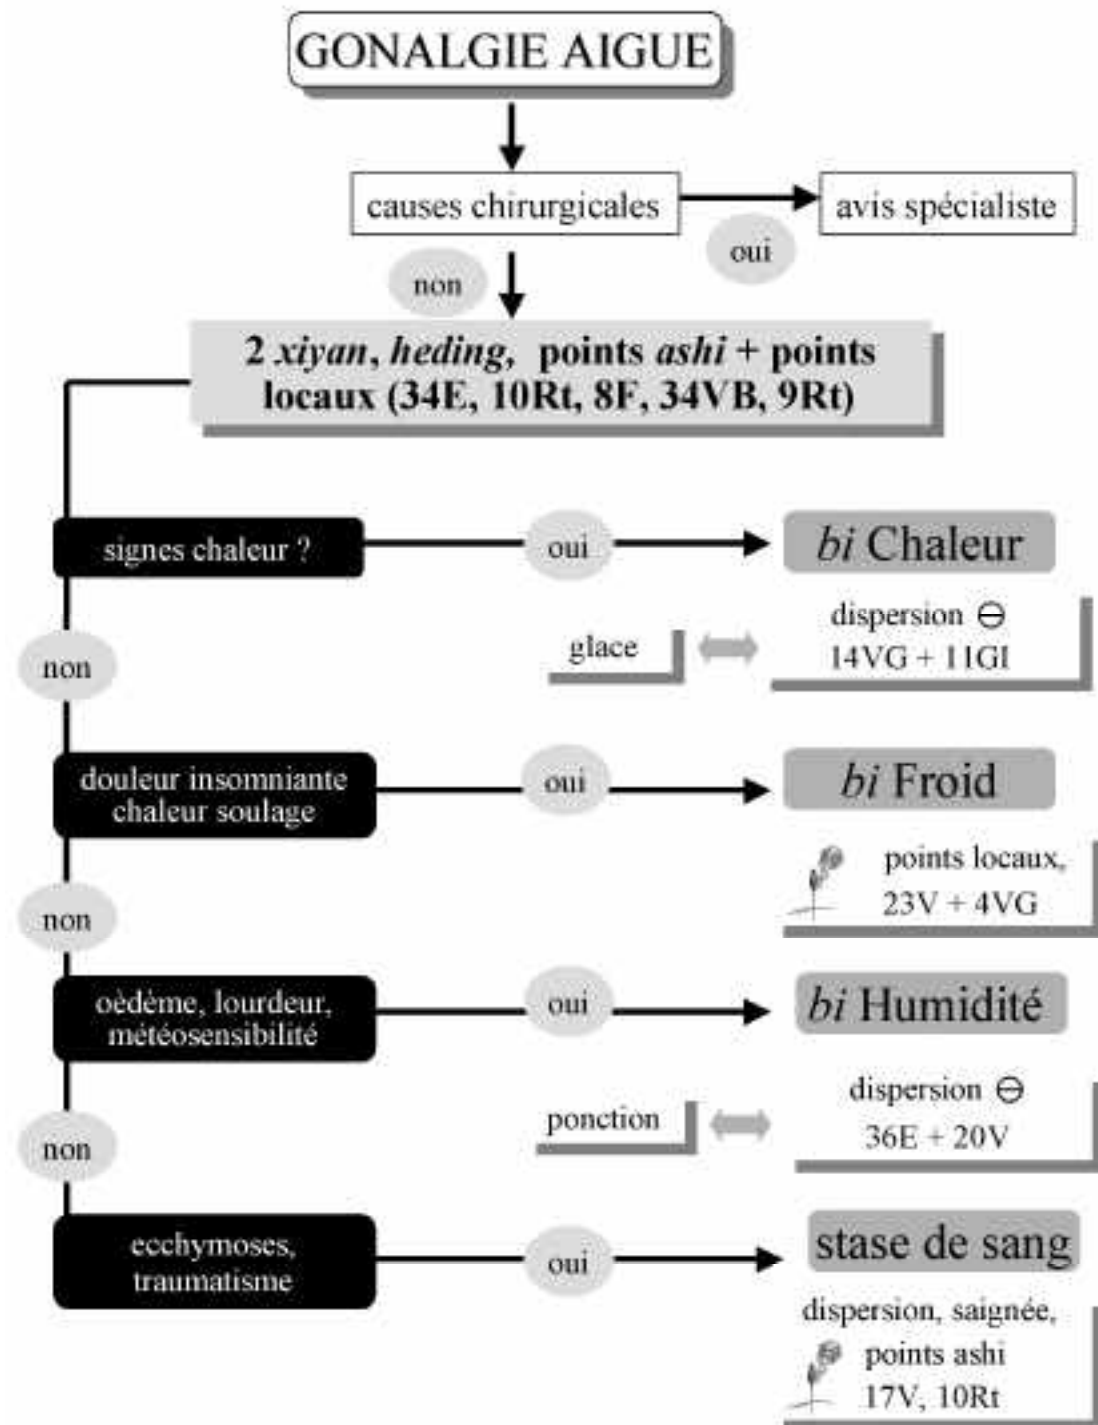 GONALGIE AIGUE
causes chirurgicales
avis spécialiste
oui
non
2 xiyan, heding, points ashi + points
locaux (34E, 10Rt, 8F, 34VB, 9Rt)
signes chaleur ?
oui
bi Chaleur
glace
dispersion ⊖
14VG + 11GI
non
douleur insomniante
chaleur soulage
oui
bi Froid
points locaux,
23V + 4VG
non
oèdème, lourdeur,
météosensibilité
oui
bi Humidité
ponction
dispersion ⊖
36E + 20V
non
ecchymoses,
traumatisme
oui
stase de sang
dispersion, saignée,
points ashi
17V, 10Rt